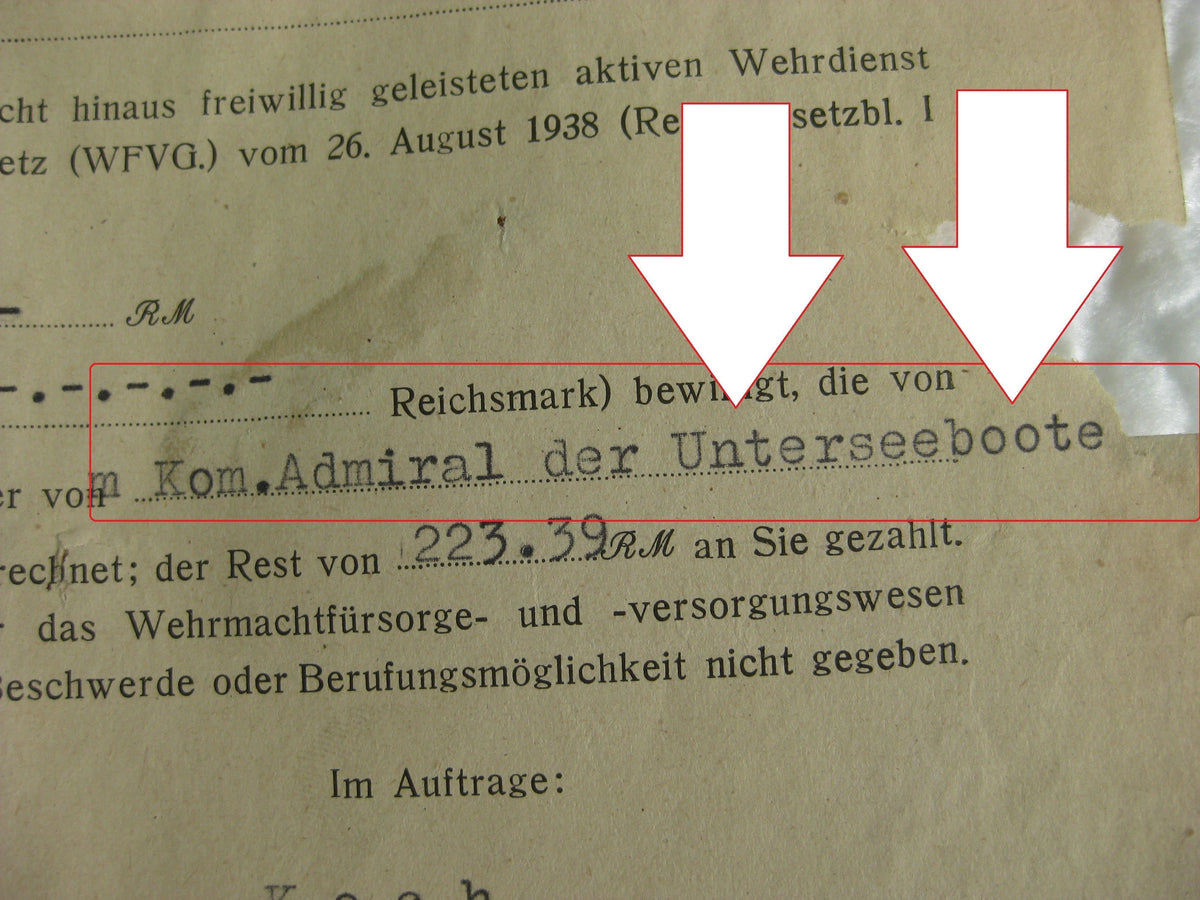 cht hinaus freiwillig geleisteten aktiven Wehrdienst
etz (WFVG.) vom 26. August 1938 (Re setzbl. I
RM
Reichsmark) bewilligt, die von
er von m Kom.Admiral der Unterseeboote
rechnet; der Rest von 223.39 RM an Sie gezahlt.
r das Wehrmachtfürsorge- und -versorgungswesen
Beschwerde oder Berufungsmöglichkeit nicht gegeben.
Im Auftrage: